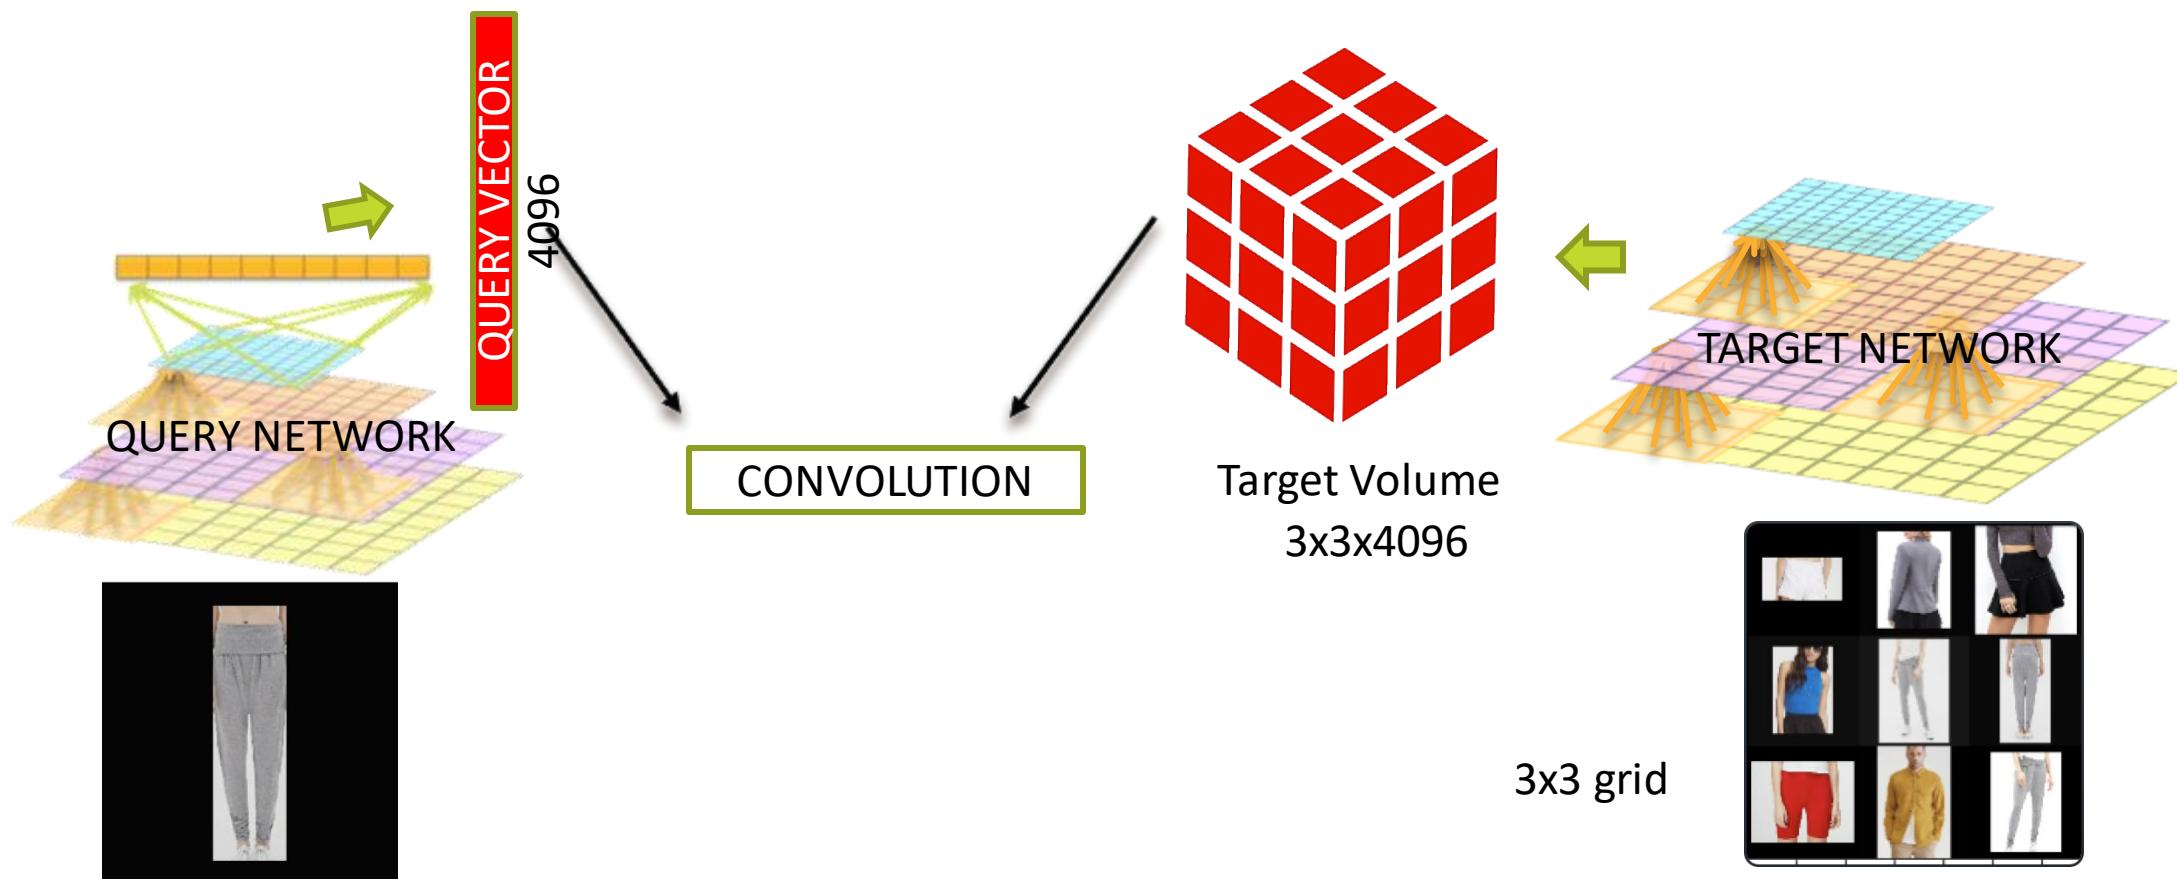 QUERY VECTOR
4096
QUERY NETWORK
CONVOLUTION
Target Volume
3x3x4096
TARGET NETWORK
3x3 grid